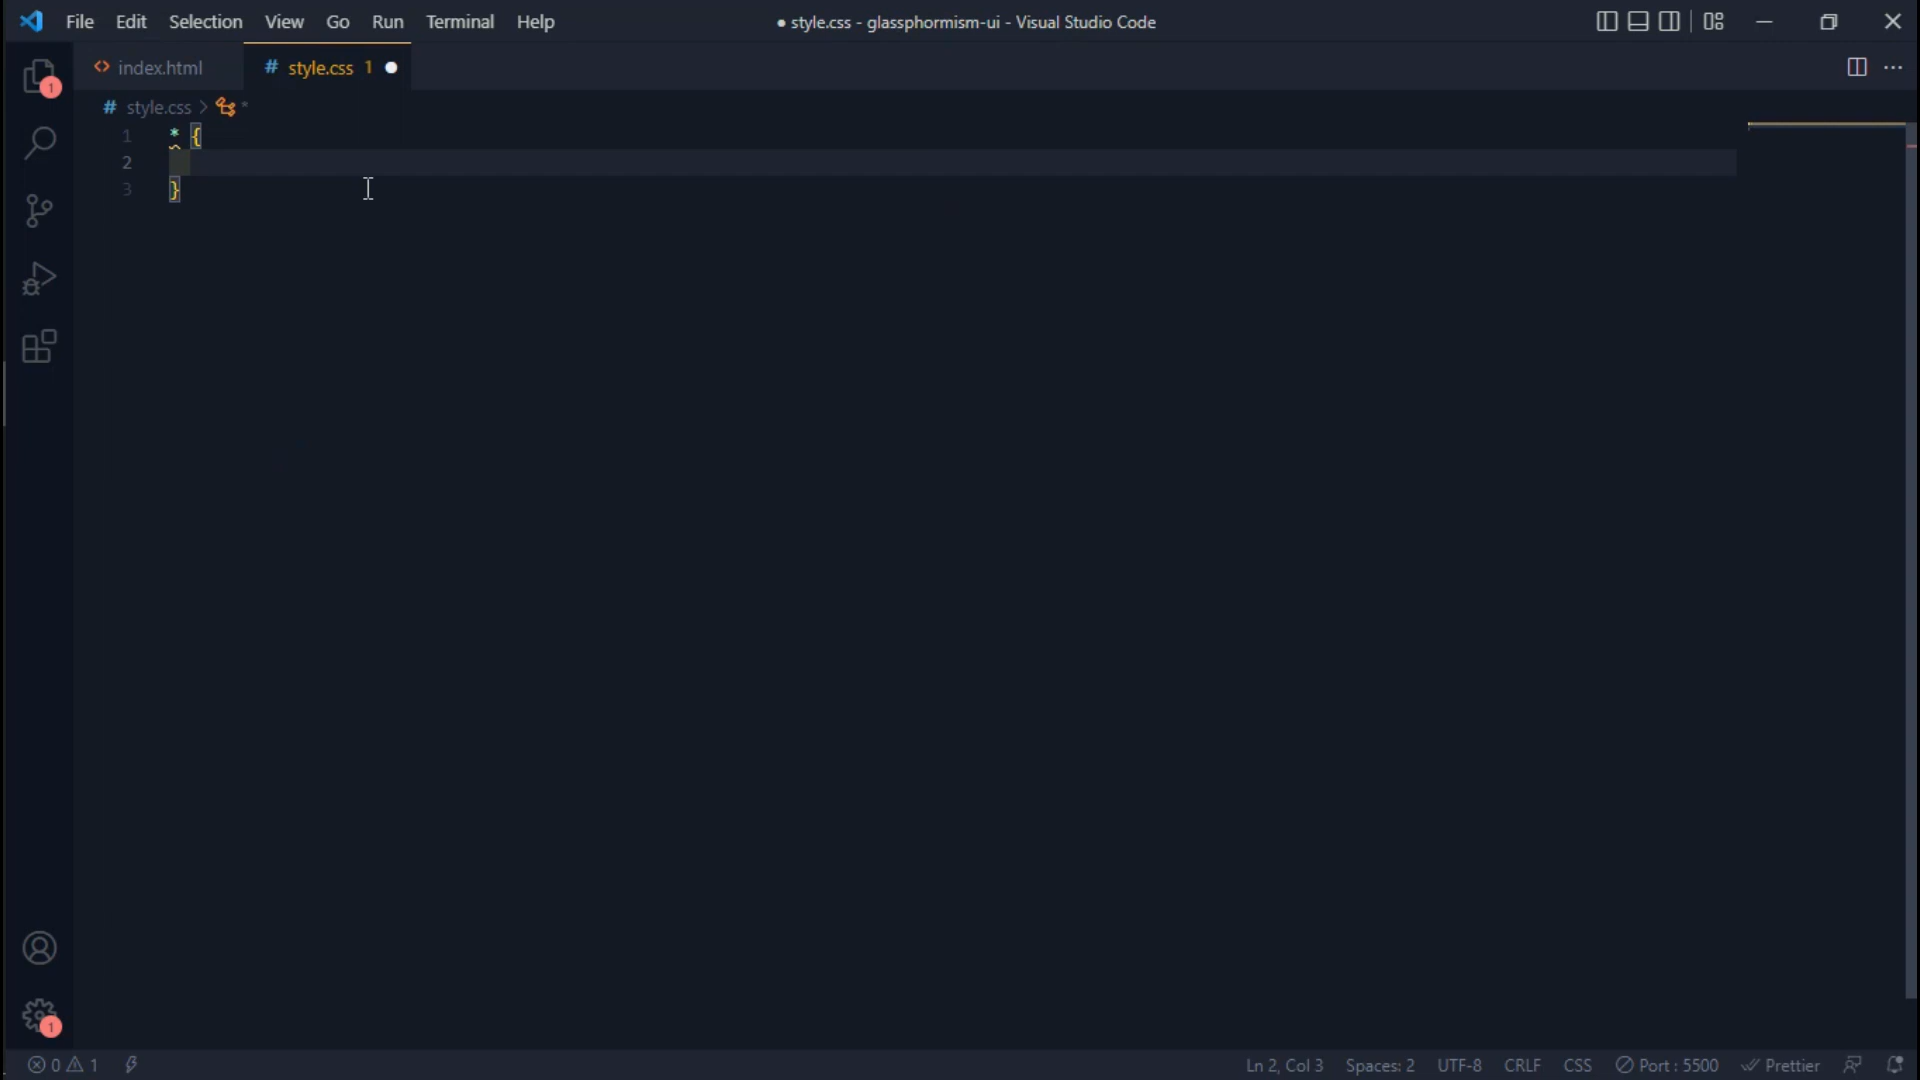 File Edit Selection View Go Run Terminal Help ● style.css - glassphormism-ui - Visual Studio Code
<> index.html # style.css 1 ●
1 # style.css > *
1 * {
2
3 }
1
0 1 Ln 2, Col 3 Spaces: 2 UTF-8 CRLF CSS Port : 5500 Prettier